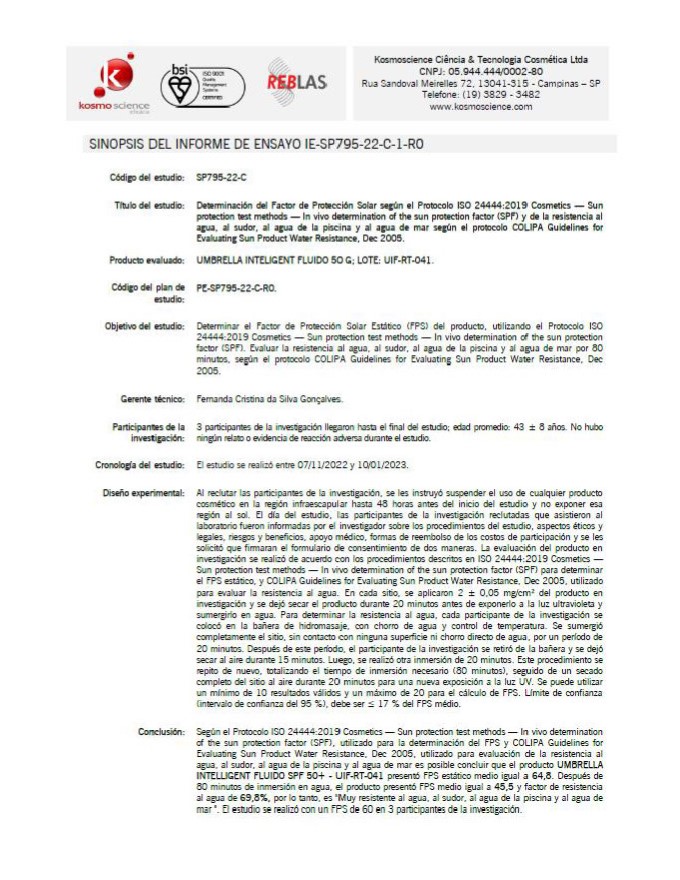 kosmoscience
bsi. ISO 9001
Quality
Management
Systems
CERTIFIED
REBLAS
Kosmoscience Ciência & Tecnologia Cosmética Ltda
CNPJ: 05.944.444/0002-80
Rua Sandoval Meirelles 72, 13041-315 - Campinas – SP
Telefone: (19) 3829 - 3482
www.kosmoscience.com
SINOPSIS DEL INFORME DE ENSAYO IE-SP795-22-C-1-R0
Código del estudio: SP795-22-C
Título del estudio: Determinación del Factor de Protección Solar según el Protocolo ISO 24444:2019 Cosmetics — Sun
protection test methods — In vivo determination of the sun protection factor (SPF) y de la resistencia al
agua, al sudor, al agua de la piscina y al agua de mar según el protocolo COLIPA Guidelines for
Evaluating Sun Product Water Resistance, Dec 2005.
Producto evaluado: UMBRELLA INTELIGENT FLUIDO 50 G; LOTE: UIF-RT-041.
Código del plan de
estudio: PE-SP795-22-C-R0.
Objetivo del estudio: Determinar el Factor de Protección Solar Estático (FPS) del producto, utilizando el Protocolo ISO
24444:2019 Cosmetics — Sun protection test methods — In vivo determination of the sun protection
factor (SPF). Evaluar la resistencia al agua, al sudor, al agua de la piscina y al agua de mar por 80
minutos, según el protocolo COLIPA Guidelines for Evaluating Sun Product Water Resistance, Dec
2005.
Gerente técnico: Fernanda Cristina da Silva Gonçalves.
Participantes de la
investigación: 3 participantes de la investigación llegaron hasta el final del estudio; edad promedio: 43 ± 8 años. No hubo
ningún relato o evidencia de reacción adversa durante el estudio.
Cronología del estudio: El estudio se realizó entre 07/11/2022 y 10/01/2023.
Diseño experimental: Al reclutar las participantes de la investigación, se les instruyó suspender el uso de cualquier producto
cosmético en la región infraescapular hasta 48 horas antes del inicio del estudio y no exponer esa
región al sol. El día del estudio, las participantes de la investigación reclutadas que asistieron al
laboratorio fueron informadas por el investigador sobre los procedimientos del estudio, aspectos éticos y
legales, riesgos y beneficios, apoyo médico, formas de reembolso de los costos de participación y se les
solicitó que firmaran el formulario de consentimiento de dos maneras. La evaluación del producto en
investigación se realizó de acuerdo con los procedimientos descritos en ISO 24444:2019 Cosmetics —
Sun protection test methods — In vivo determination of the sun protection factor (SPF) para determinar
el FPS estático, y COLIPA Guidelines for Evaluating Sun Product Water Resistance, Dec 2005, utilizado
para evaluar la resistencia al agua. En cada sitio, se aplicaron 2 ± 0,05 mg/cm² del producto en
investigación y se dejó secar el producto durante 20 minutos antes de exponerlo a la luz ultravioleta y
sumergirlo en agua. Para determinar la resistencia al agua, cada participante de la investigación se
colocó en la bañera de hidromasaje, con chorro de agua y control de temperatura. Se sumergió
completamente el sitio, sin contacto con ninguna superficie ni chorro directo de agua, por un período de
20 minutos. Después de este período, el participante de la investigación se retiró de la bañera y se dejó
secar al aire durante 15 minutos. Luego, se realizó otra inmersión de 20 minutos. Este procedimiento se
repito de nuevo, totalizando el tiempo de inmersión necesario (80 minutos), seguido de un secado
completo del sitio al aire durante 20 minutos para una nueva exposición a la luz UV. Se puede utilizar
un mínimo de 10 resultados válidos y un máximo de 20 para el cálculo de FPS. Límite de confianza
(intervalo de confianza del 95 %), debe ser ≤ 17 % del FPS médio.
Conclusión: Según el Protocolo ISO 24444:2019 Cosmetics — Sun protection test methods — In vivo determination
of the sun protection factor (SPF), utilizado para la determinación del FPS y COLIPA Guidelines for
Evaluating Sun Product Water Resistance, Dec 2005, utilizado para evaluar la resistencia al
agua, al sudor, al agua de la piscina y al agua de mar es posible concluir que el producto UMBRELLA
INTELLIGENT FLUIDO SPF 50+ - UIF-RT-041 presentó FPS estático medio igual a 64,8. Después de
80 minutos de inmersión en agua, el producto presentó FPS medio igual a 45,5 y factor de resistencia
al agua de 69,8%, por lo tanto, es "Muy resistente al agua, al sudor, al agua de la piscina y al agua de
mar ". El estudio se realizó con un FPS de 60 en 3 participantes de la investigación.